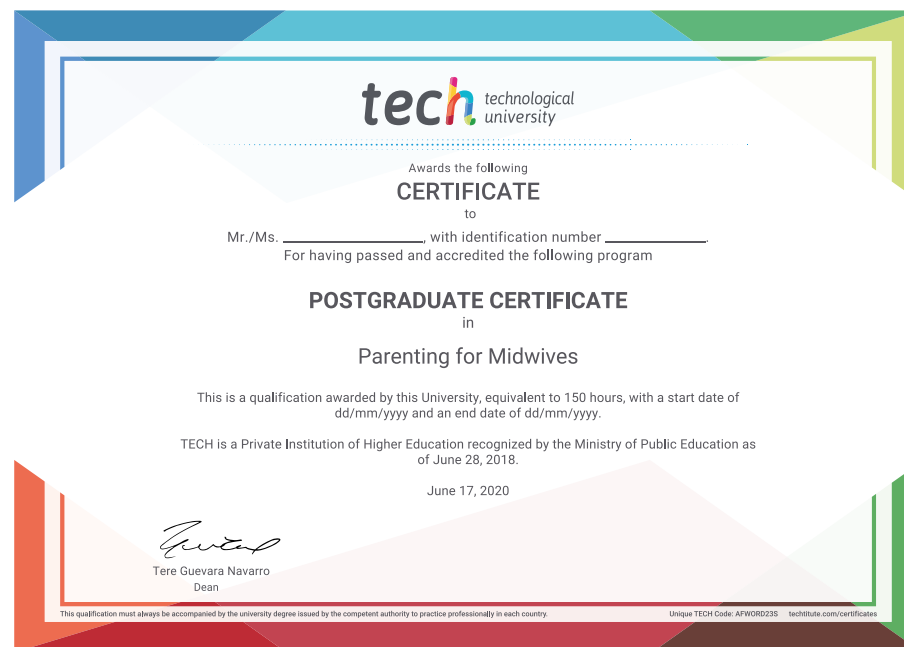 tech technological
university
Awards the following
CERTIFICATE
to
Mr./Ms. ____________________, with identification number ______________.
For having passed and accredited the following program
POSTGRADUATE CERTIFICATE
in
Parenting for Midwives
This is a qualification awarded by this University, equivalent to 150 hours, with a start date of
dd/mm/yyyy and an end date of dd/mm/yyyy.
TECH is a Private Institution of Higher Education recognized by the Ministry of Public Education as
of June 28, 2018.
June 17, 2020
Tere Guevara Navarro
Dean
This qualification must always be accompanied by the university degree issued by the competent authority to practice professionally in each country. Unique TECH Code: AFWORD23S techtitute.com/certificates